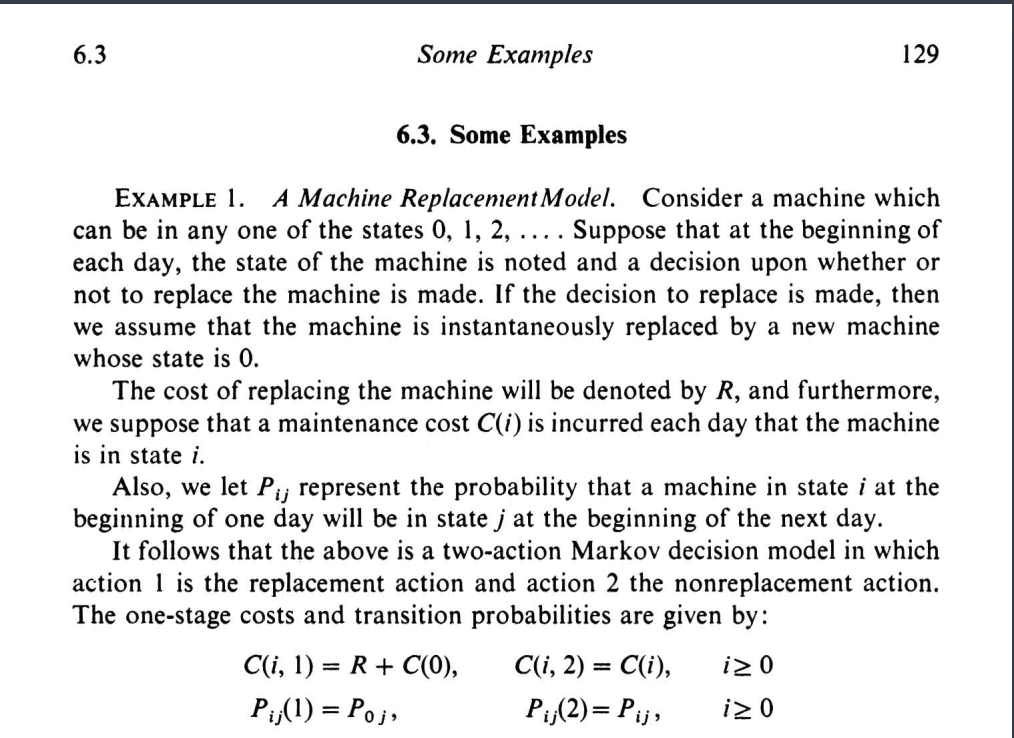 6.3 Some Examples 129
6.3. Some Examples
EXAMPLE 1. A Machine Replacement Model. Consider a machine which
can be in any one of the states 0, 1, 2, .... Suppose that at the beginning of
each day, the state of the machine is noted and a decision upon whether or
not to replace the machine is made. If the decision to replace is made, then
we assume that the machine is instantaneously replaced by a new machine
whose state is 0.
The cost of replacing the machine will be denoted by R, and furthermore,
we suppose that a maintenance cost C(i) is incurred each day that the machine
is in state i.
Also, we let P_{ij} represent the probability that a machine in state i at the
beginning of one day will be in state j at the beginning of the next day.
It follows that the above is a two-action Markov decision model in which
action 1 is the replacement action and action 2 the nonreplacement action.
The one-stage costs and transition probabilities are given by:
C(i, 1) = R + C(0), C(i, 2) = C(i), i ≥ 0
P_{ij}(1) = P_{0j}, P_{ij}(2) = P_{ij}, i ≥ 0